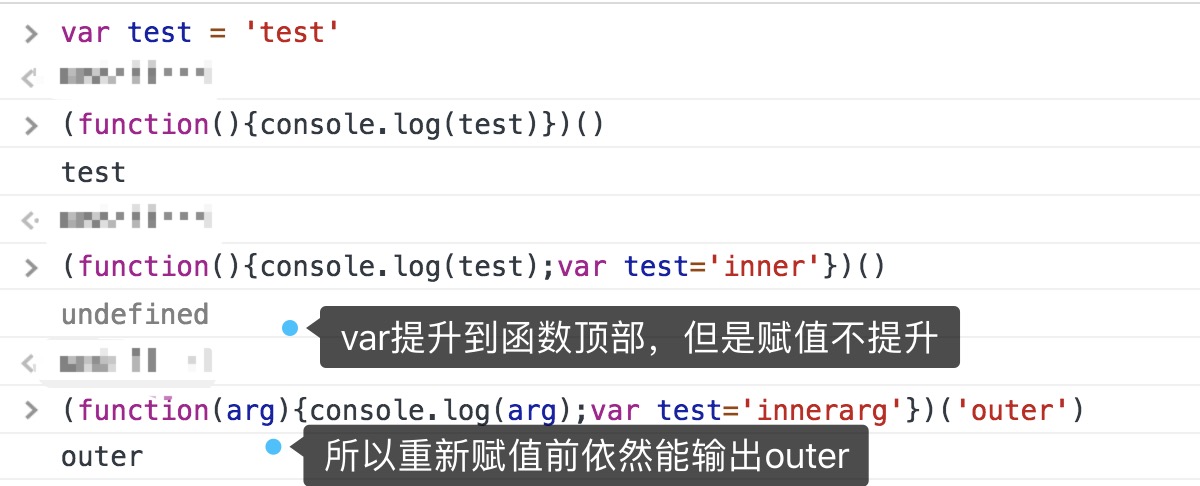 > var test = 'test'
> (function(){console.log(test)})()
test
> (function(){console.log(test);var test='inner'})()
undefined
var提升到函数顶部，但是赋值不提升
> (function(arg){console.log(arg);var test='innerarg'})('outer')
outer
所以重新赋值前依然能输出outer